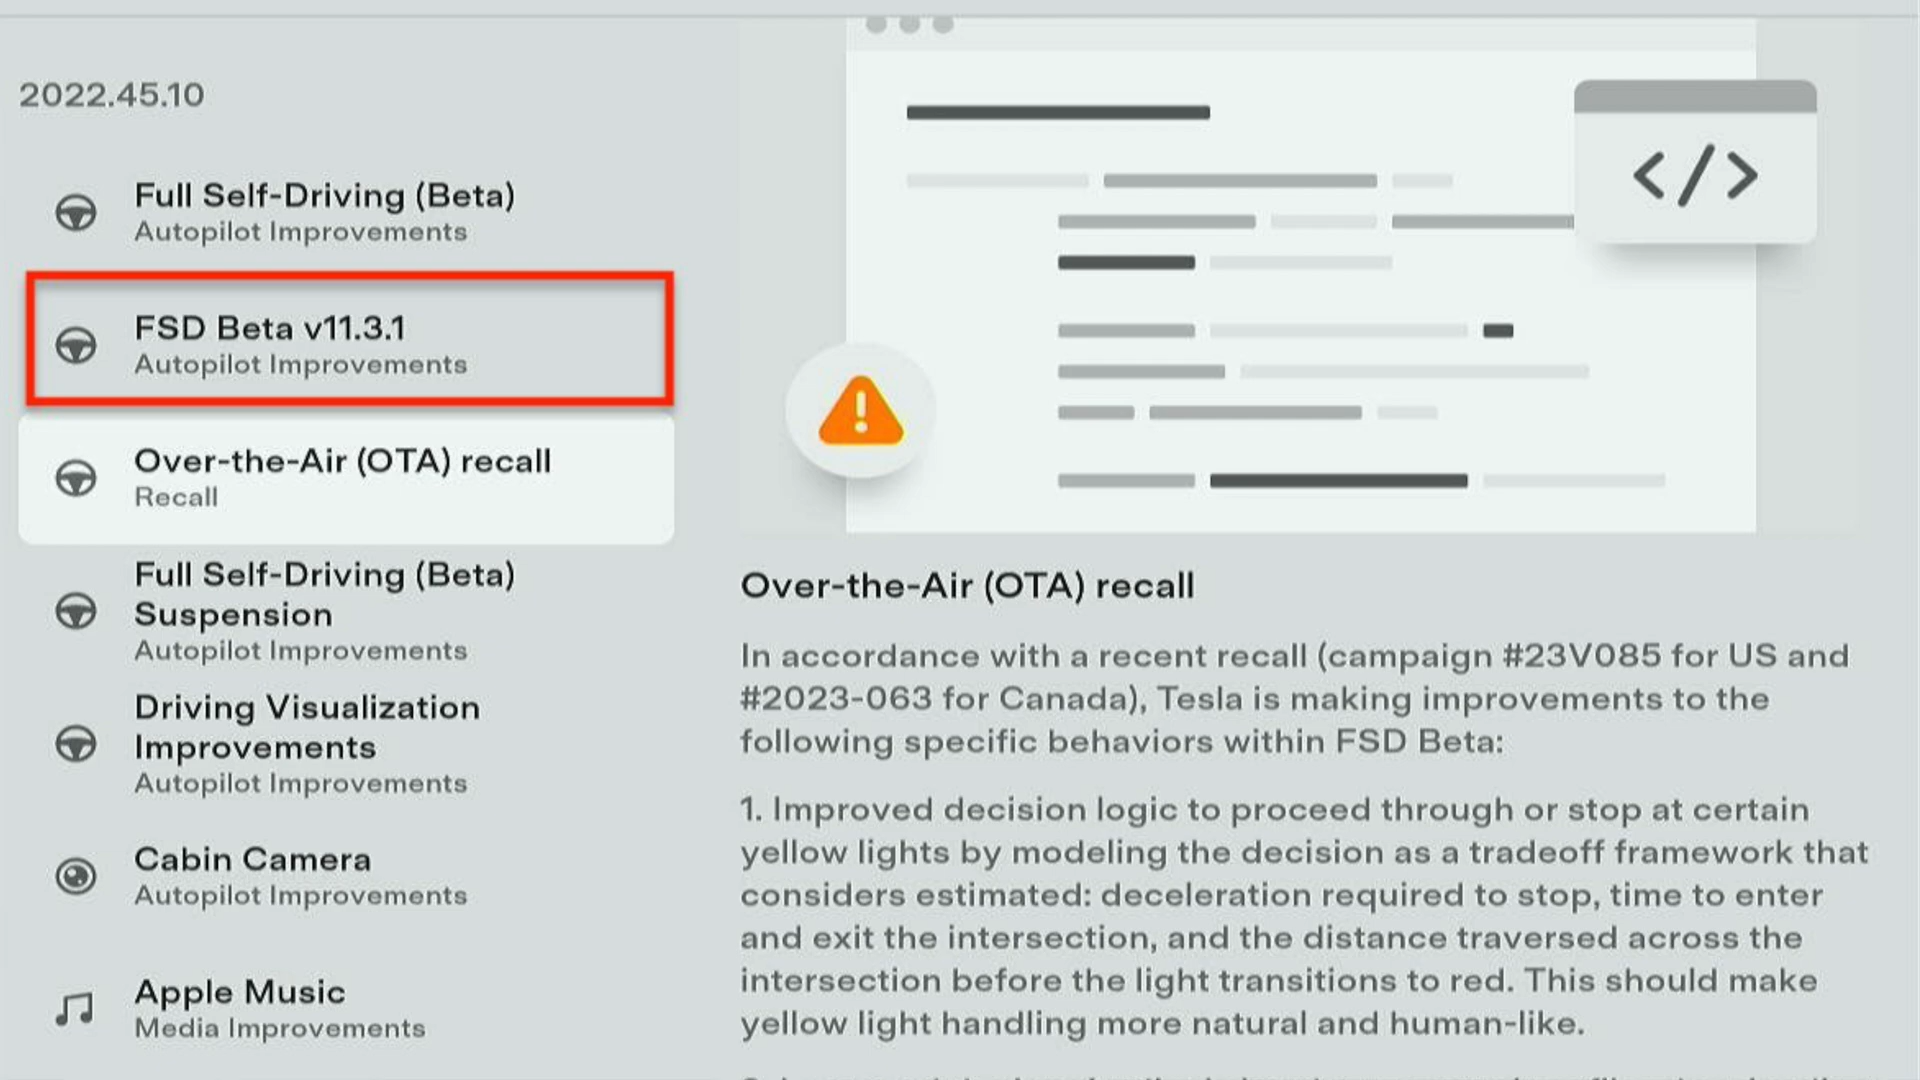 2022.45.10
Full Self-Driving (Beta)
Autopilot Improvements
FSD Beta v11.3.1
Autopilot Improvements
Over-the-Air (OTA) recall
Recall
Full Self-Driving (Beta)
Suspension
Autopilot Improvements
Driving Visualization
Improvements
Autopilot Improvements
Cabin Camera
Autopilot Improvements
Apple Music
Media Improvements
</>
Over-the-Air (OTA) recall
In accordance with a recent recall (campaign #23V085 for US and
#2023-063 for Canada), Tesla is making improvements to the
following specific behaviors within FSD Beta:
1. Improved decision logic to proceed through or stop at certain
yellow lights by modeling the decision as a tradeoff framework that
considers estimated: deceleration required to stop, time to enter
and exit the intersection, and the distance traversed across the
intersection before the light transitions to red. This should make
yellow light handling more natural and human-like.